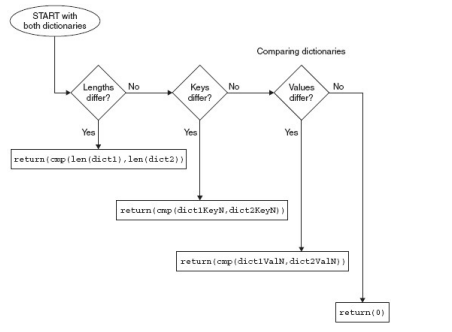 START with
both dictionaries
Comparing dictionaries
Lengths
differ?
No
Keys
differ?
No
Values
differ?
No
Yes
Yes
Yes
return(cmp(len(dict1),len(dict2))
return(cmp(dict1KeyN,dict2KeyN))
return(cmp(dict1ValN,dict2ValN))
return(0)